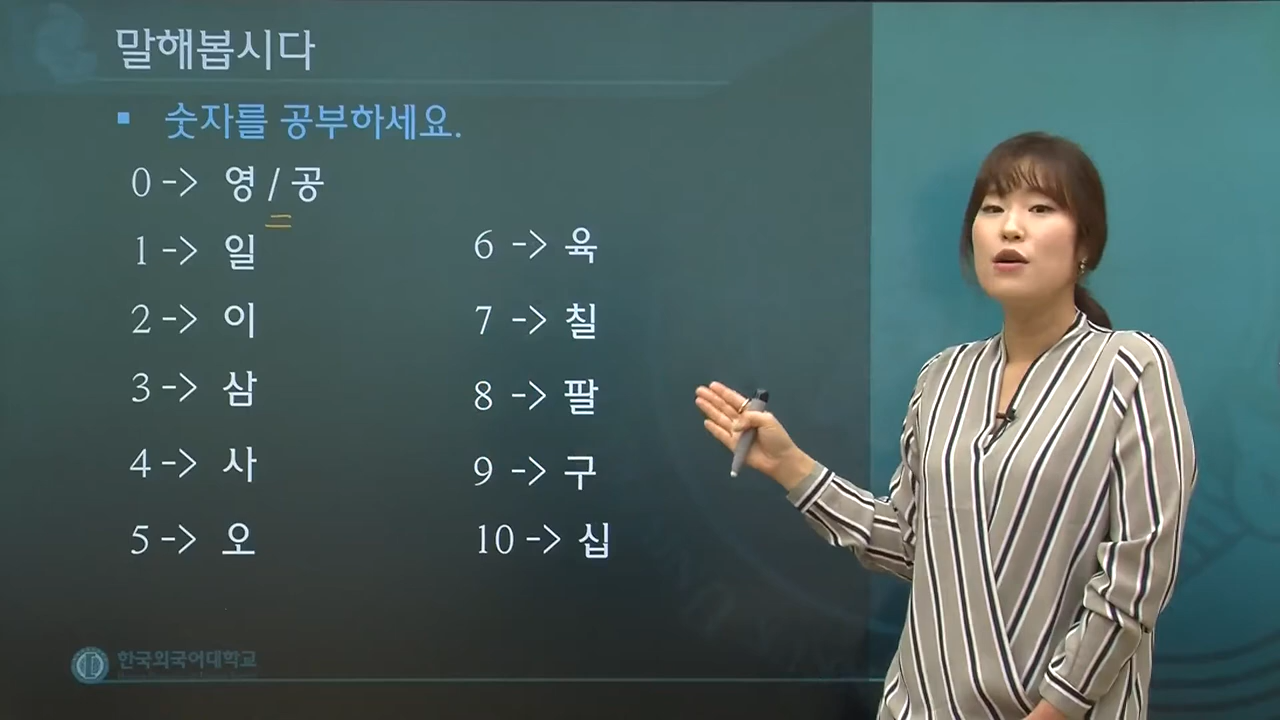 말해봅시다
▪ 숫자를 공부하세요.
0 -> 영 / 공
1 -> 일
2 -> 이
3 -> 삼
4 -> 사
5 -> 오
6 -> 육
7 -> 칠
8 -> 팔
9 -> 구
10 -> 십
한국외국어대학교